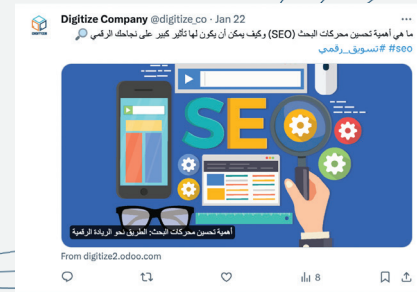 Digitize Company @digitize_co · Jan 22
ما هي أهمية تحسين محركات البحث (SEO) وكيف يمكن أن يكون لها تأثير كبير على نجاحك الرقمي 🔎
#seo #تسويق_رقمي
SEO
أهمية تحسين محركات البحث: الطريق نحو الريادة الرقمية
From digitize2.odoo.com
8